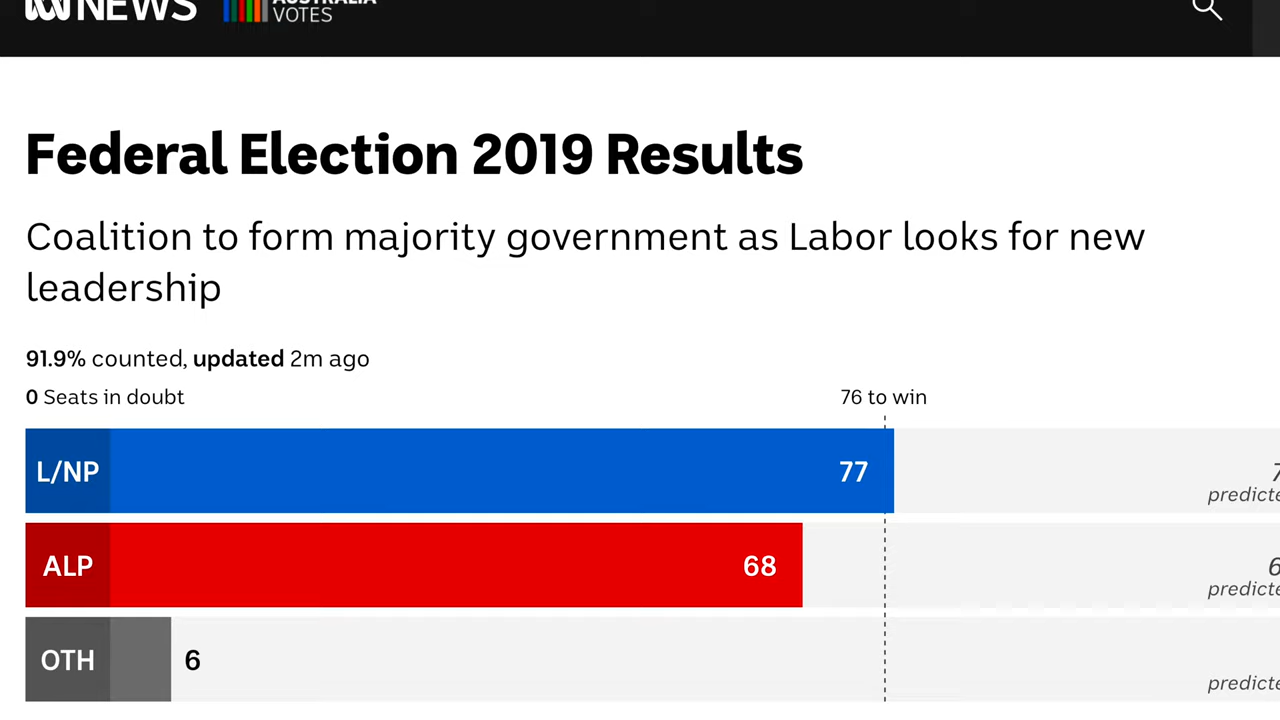 NEWS
AUSTRALIA
VOTES
Federal Election 2019 Results
Coalition to form majority government as Labor looks for new
leadership
91.9% counted, updated 2m ago
0 Seats in doubt
76 to win
L/NP 77
ALP 68
OTH 6